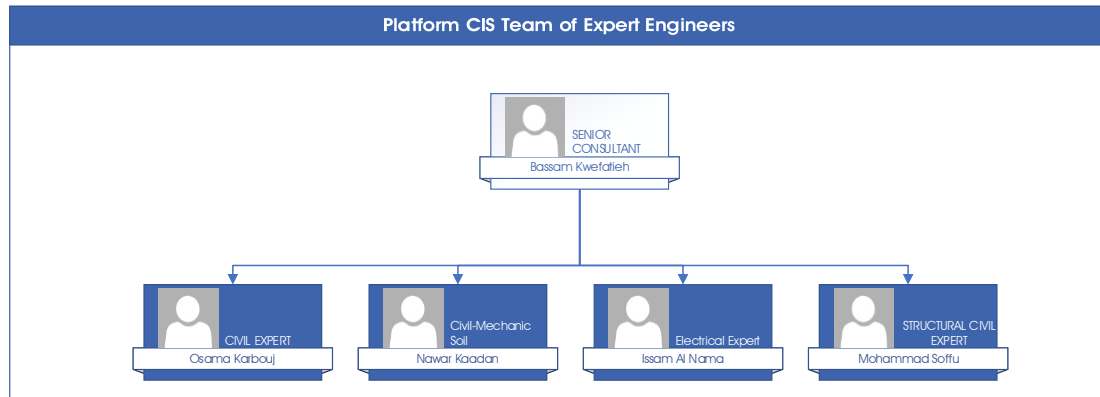 Platform CIS Team of Expert Engineers
SENIOR
CONSULTANT
Bassam Kwefatieh
CIVIL EXPERT
Osama Karbouj
Civil-Mechanic
Soil
Nawar Kaadan
Electrical Expert
Issam Al Nama
STRUCTURAL CIVIL
EXPERT
Mohammad Soffu